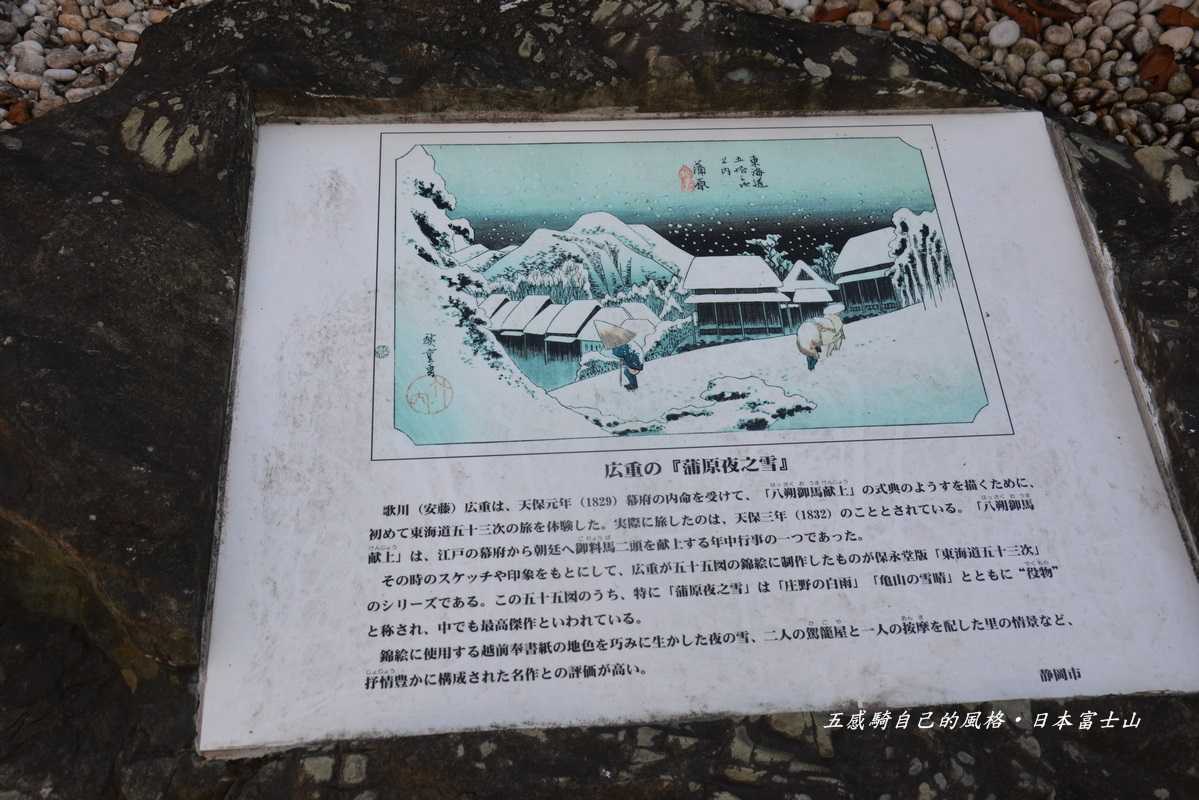 東海道
五拾三次
之内
蒲原
廣重画
広重の『蒲原夜之雪』
歌川（安藤）広重は、天保元年（1829）幕府の内命を受けて、「八朔御馬献上」の式典のようすを描くために、
初めて東海道五十三次の旅を体験した。実際に旅したのは、天保三年（1832）のこととされている。「八朔御馬
献上」は、江戸の幕府から朝廷へ御料馬二頭を献上する年中行事の一つであった。
その時のスケッチや印象をもとにして、広重が五十五図の錦絵に制作したものが保永堂版「東海道五十三次」
のシリーズである。この五十五図のうち、特に「蒲原夜之雪」は「庄野の白雨」「亀山の雪晴」とともに“役物”
と称され、中でも最高傑作といわれている。
錦絵に使用する越前奉書紙の地色を巧みに生かした夜の雪、二人の駕籠屋と一人の按摩を配した里の情景など、
抒情豊かに構成された名作との評価が高い。
静岡市
五感騎自己的風格・日本富士山